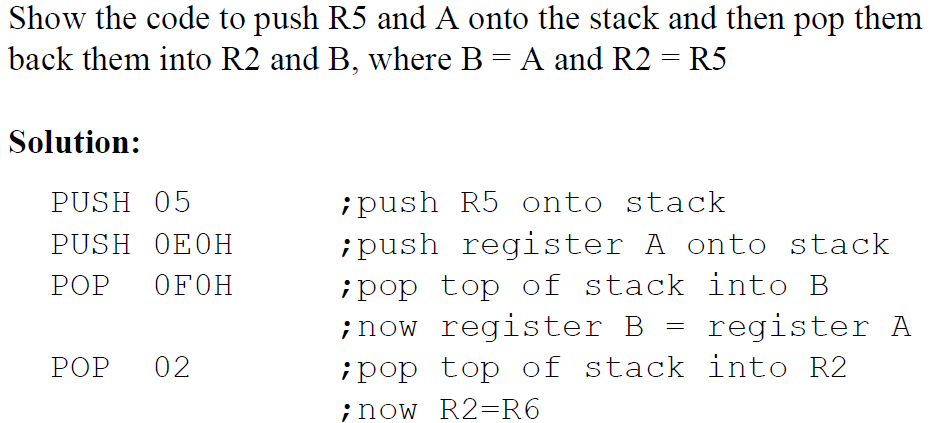 Show the code to push R5 and A onto the stack and then pop them
back them into R2 and B, where B = A and R2 = R5
Solution:
PUSH 05 ;push R5 onto stack
PUSH 0E0H ;push register A onto stack
POP 0F0H ;pop top of stack into B
;now register B = register A
POP 02 ;pop top of stack into R2
;now R2=R6